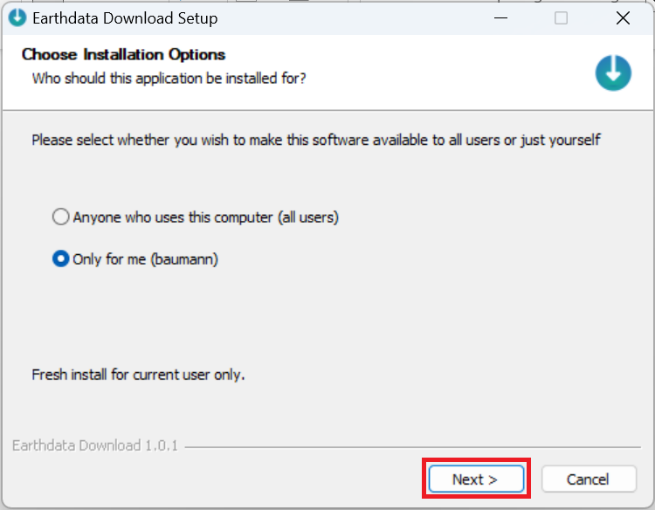 Earthdata Download Setup
Choose Installation Options
Who should this application be installed for?
Please select whether you wish to make this software available to all users or just yourself
Anyone who uses this computer (all users)
Only for me (baumann)
Fresh install for current user only.
Earthdata Download 1.0.1
Next >
Cancel